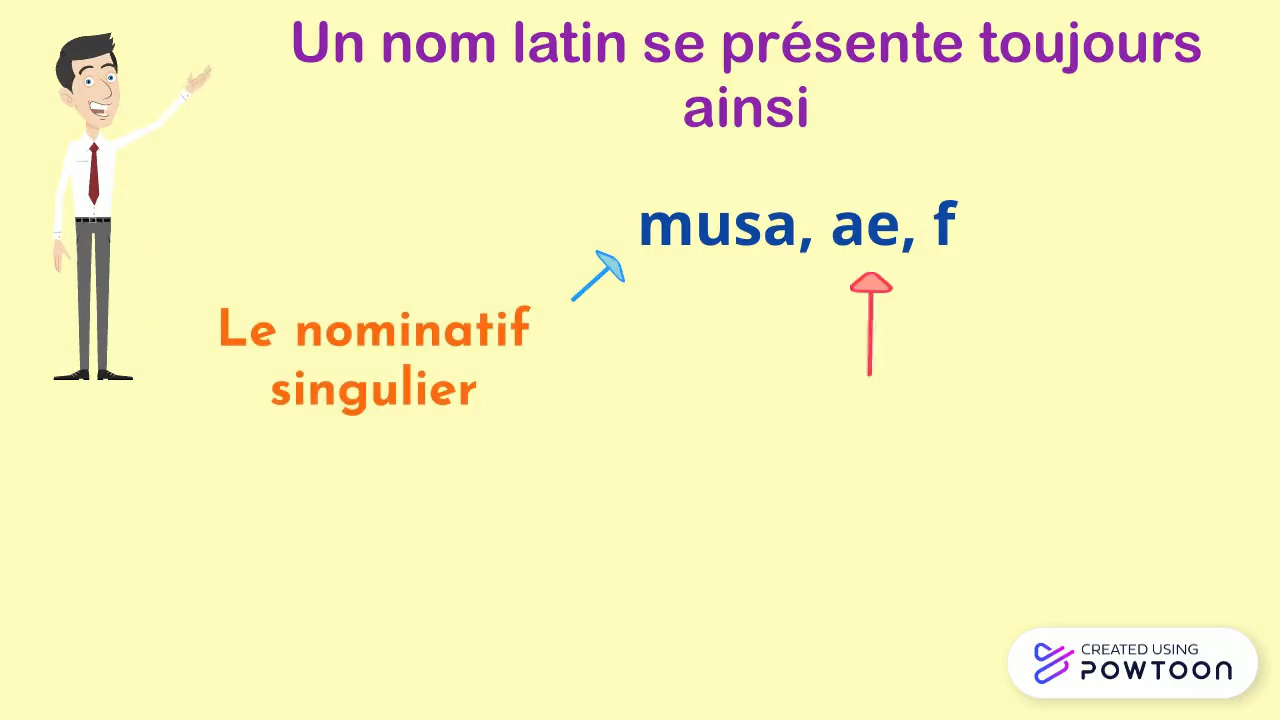 Un nom latin se présente toujours
ainsi
musa, ae, f
Le nominatif
singulier
CREATED USING
POWTOON